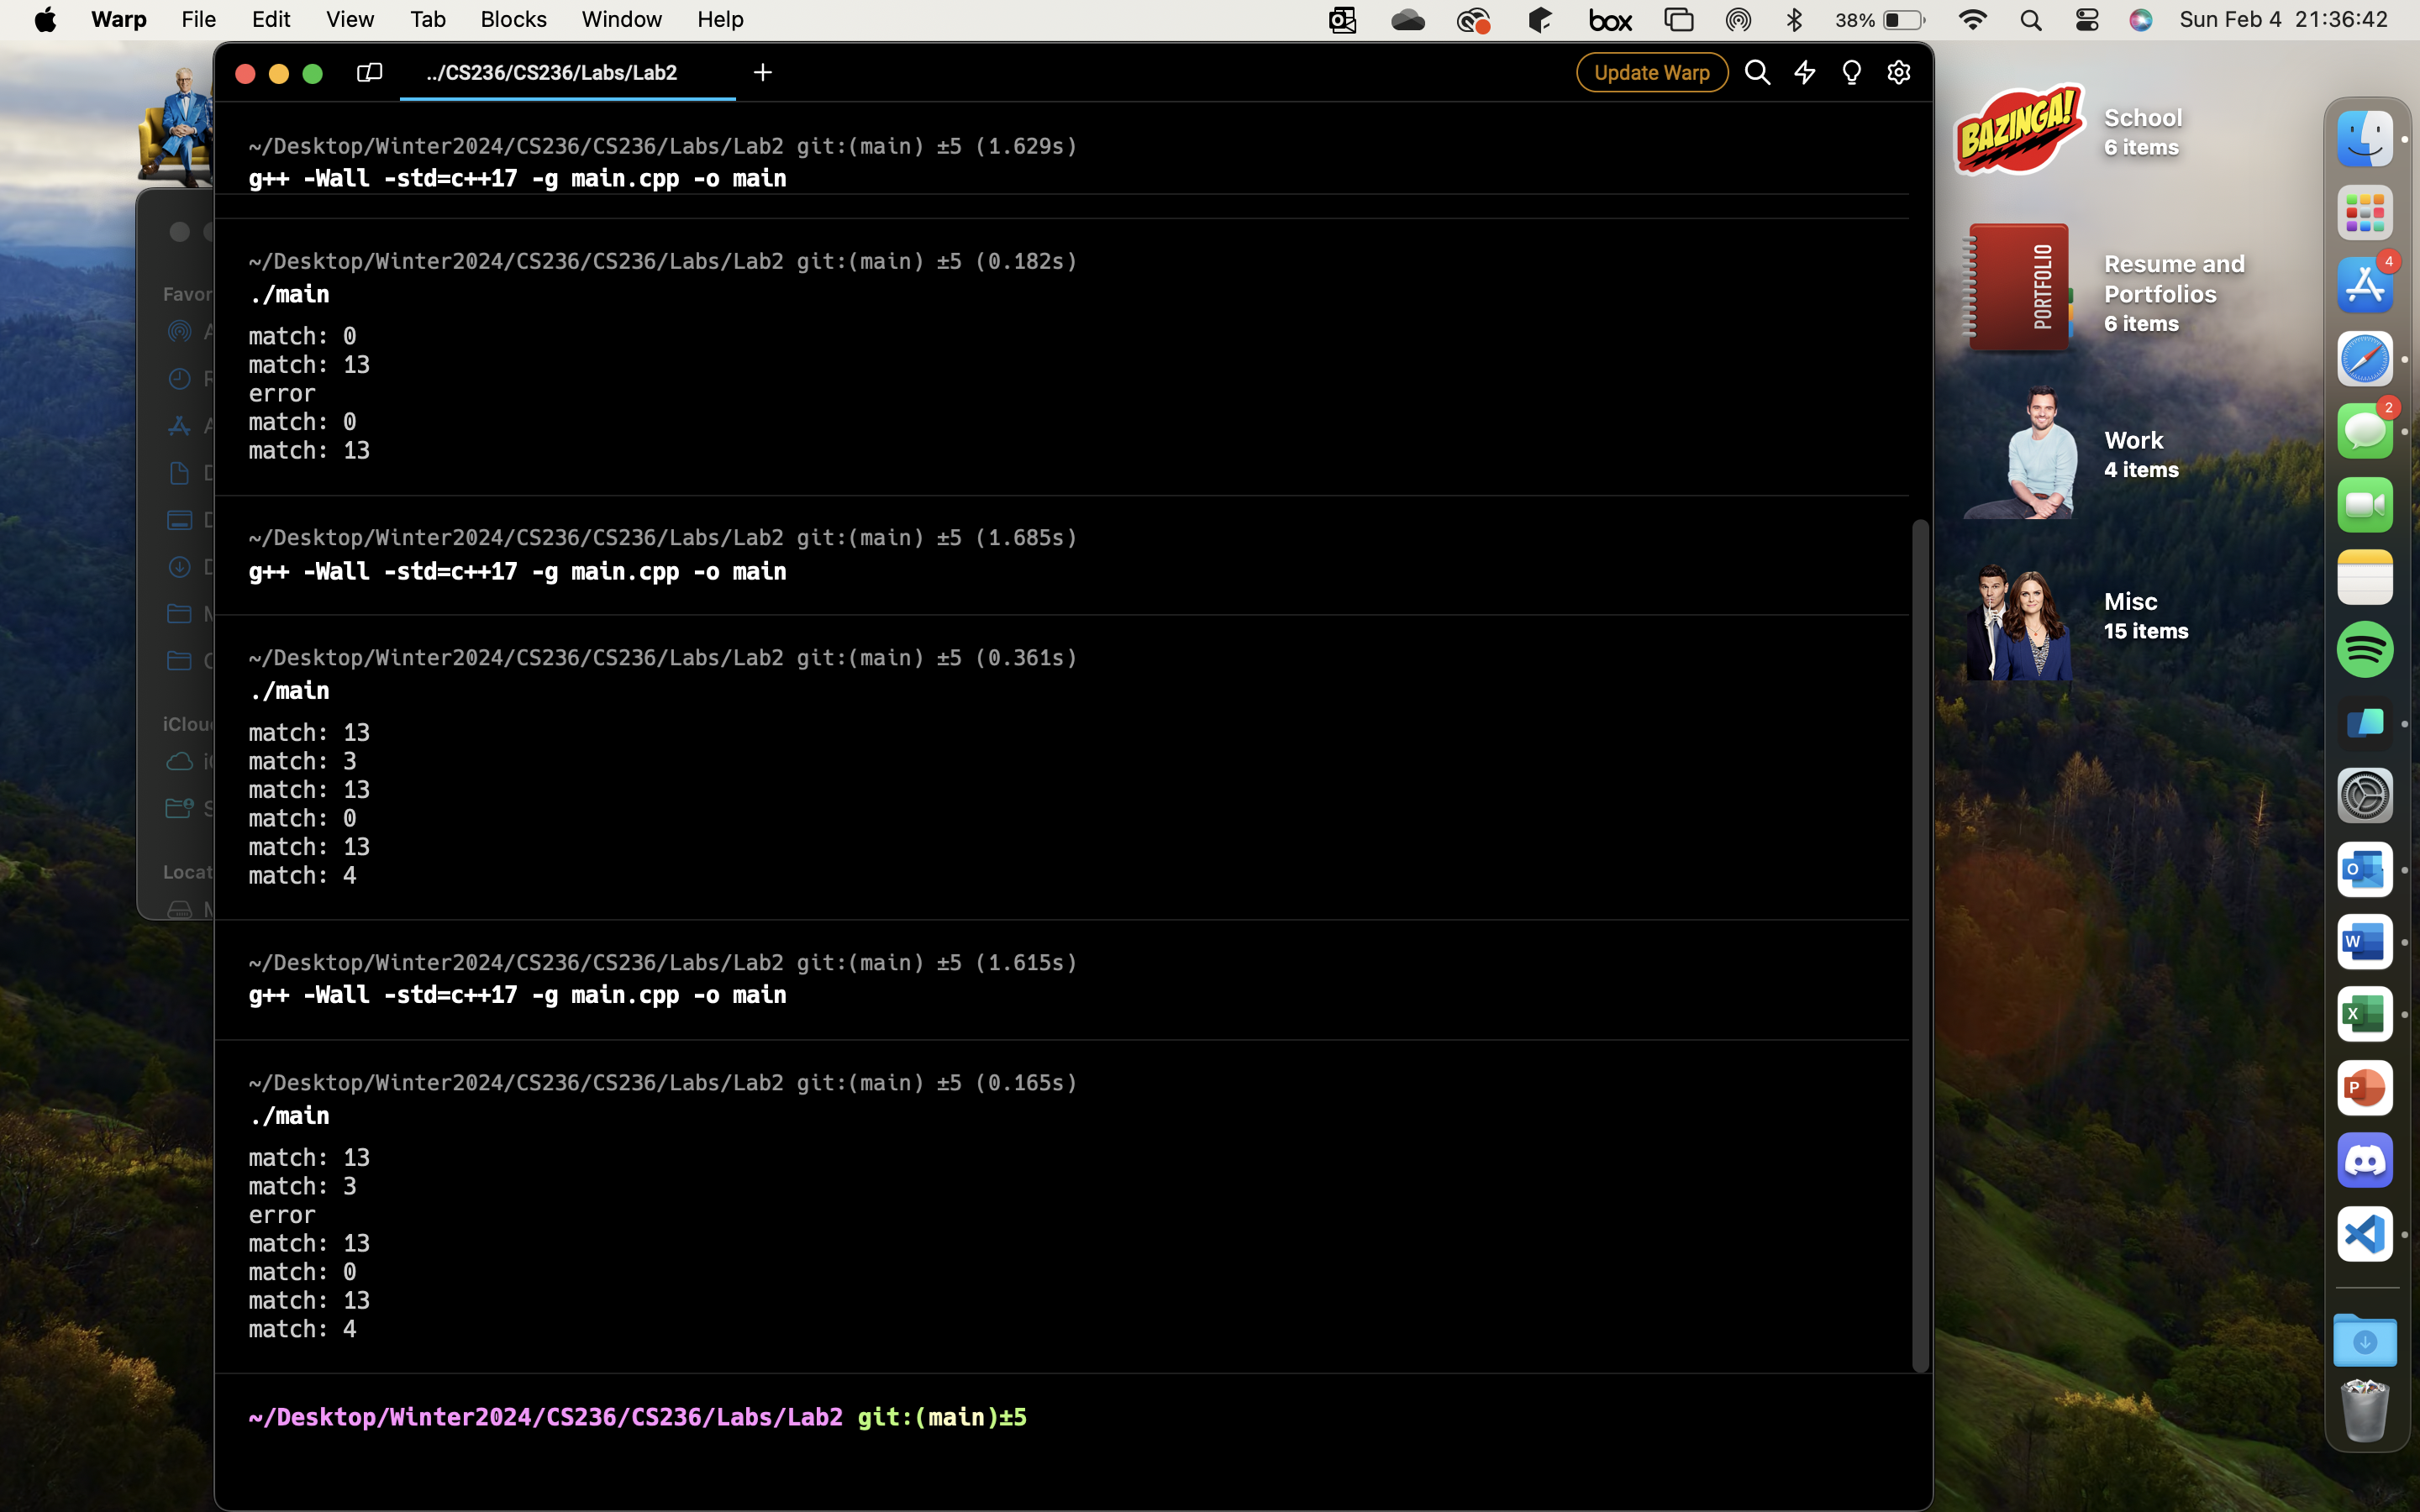 Warp File Edit View Tab Blocks Window Help box 38% Sun Feb 4 21:36:42
../CS236/CS236/Labs/Lab2 + Update Warp
~/Desktop/Winter2024/CS236/CS236/Labs/Lab2 git:(main) ±5 (1.629s)
g++ -Wall -std=c++17 -g main.cpp -o main
~/Desktop/Winter2024/CS236/CS236/Labs/Lab2 git:(main) ±5 (0.182s)
./main
match: 0
match: 13
error
match: 0
match: 13
~/Desktop/Winter2024/CS236/CS236/Labs/Lab2 git:(main) ±5 (1.685s)
g++ -Wall -std=c++17 -g main.cpp -o main
~/Desktop/Winter2024/CS236/CS236/Labs/Lab2 git:(main) ±5 (0.361s)
./main
match: 13
match: 3
match: 13
match: 0
match: 13
match: 4
~/Desktop/Winter2024/CS236/CS236/Labs/Lab2 git:(main) ±5 (1.615s)
g++ -Wall -std=c++17 -g main.cpp -o main
~/Desktop/Winter2024/CS236/CS236/Labs/Lab2 git:(main) ±5 (0.165s)
./main
match: 13
match: 3
error
match: 13
match: 0
match: 13
match: 4
~/Desktop/Winter2024/CS236/CS236/Labs/Lab2 git:(main)±5
BAZINGA!
School
6 items
PORTFOLIO
Resume and
Portfolios
6 items
Work
4 items
Misc
15 items
4
2